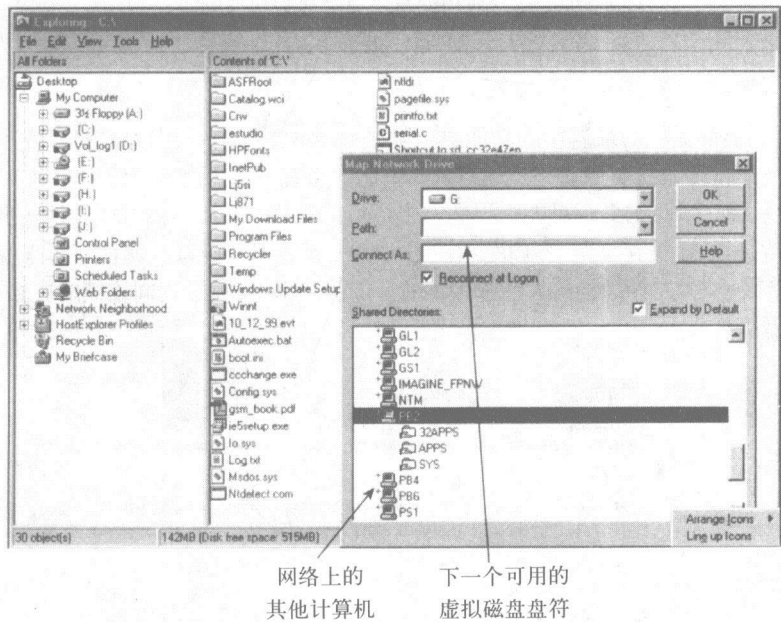 Exploring - C:\
File Edit View Tools Help
All Folders
Contents of 'C:\'
Desktop
My Computer
3½ Floppy (A:)
(C:)
Vol_log1 (D:)
(E:)
(F:)
(H:)
(I:)
(J:)
Control Panel
Printers
Scheduled Tasks
Web Folders
Network Neighborhood
HostExplorer Profiles
Recycle Bin
My Briefcase
ASFRoot
Catalog.wci
Crw
estudio
HPFonts
InetPub
Lj5si
Lj871
My Download Files
Program Files
Recycler
Temp
Windows Update Setup
Winnt
10_12_99.evt
Autoexec.bat
boot.ini
ccchange.exe
Config.sys
gsm_book.pdf
ie5setup.exe
Io.sys
Log.txt
Msdos.sys
Ntdetect.com
ntldr
pagefile.sys
printfo.txt
serial.c
Shortcut to
Map Network Drive
Drive:
G
OK
Path:
Cancel
Connect As:
Help
Reconnect at Logon
Shared Directories:
Expand by Default
GL1
GL2
GS1
IMAGINE_FPNW
NTM
32APPS
APPS
SYS
PB4
PB6
PS1
Arrange Icons
Line up Icons
30 object(s)
142MB (Disk free space: 515MB)
网络上的
其他计算机
下一个可用的
虚拟磁盘盘符